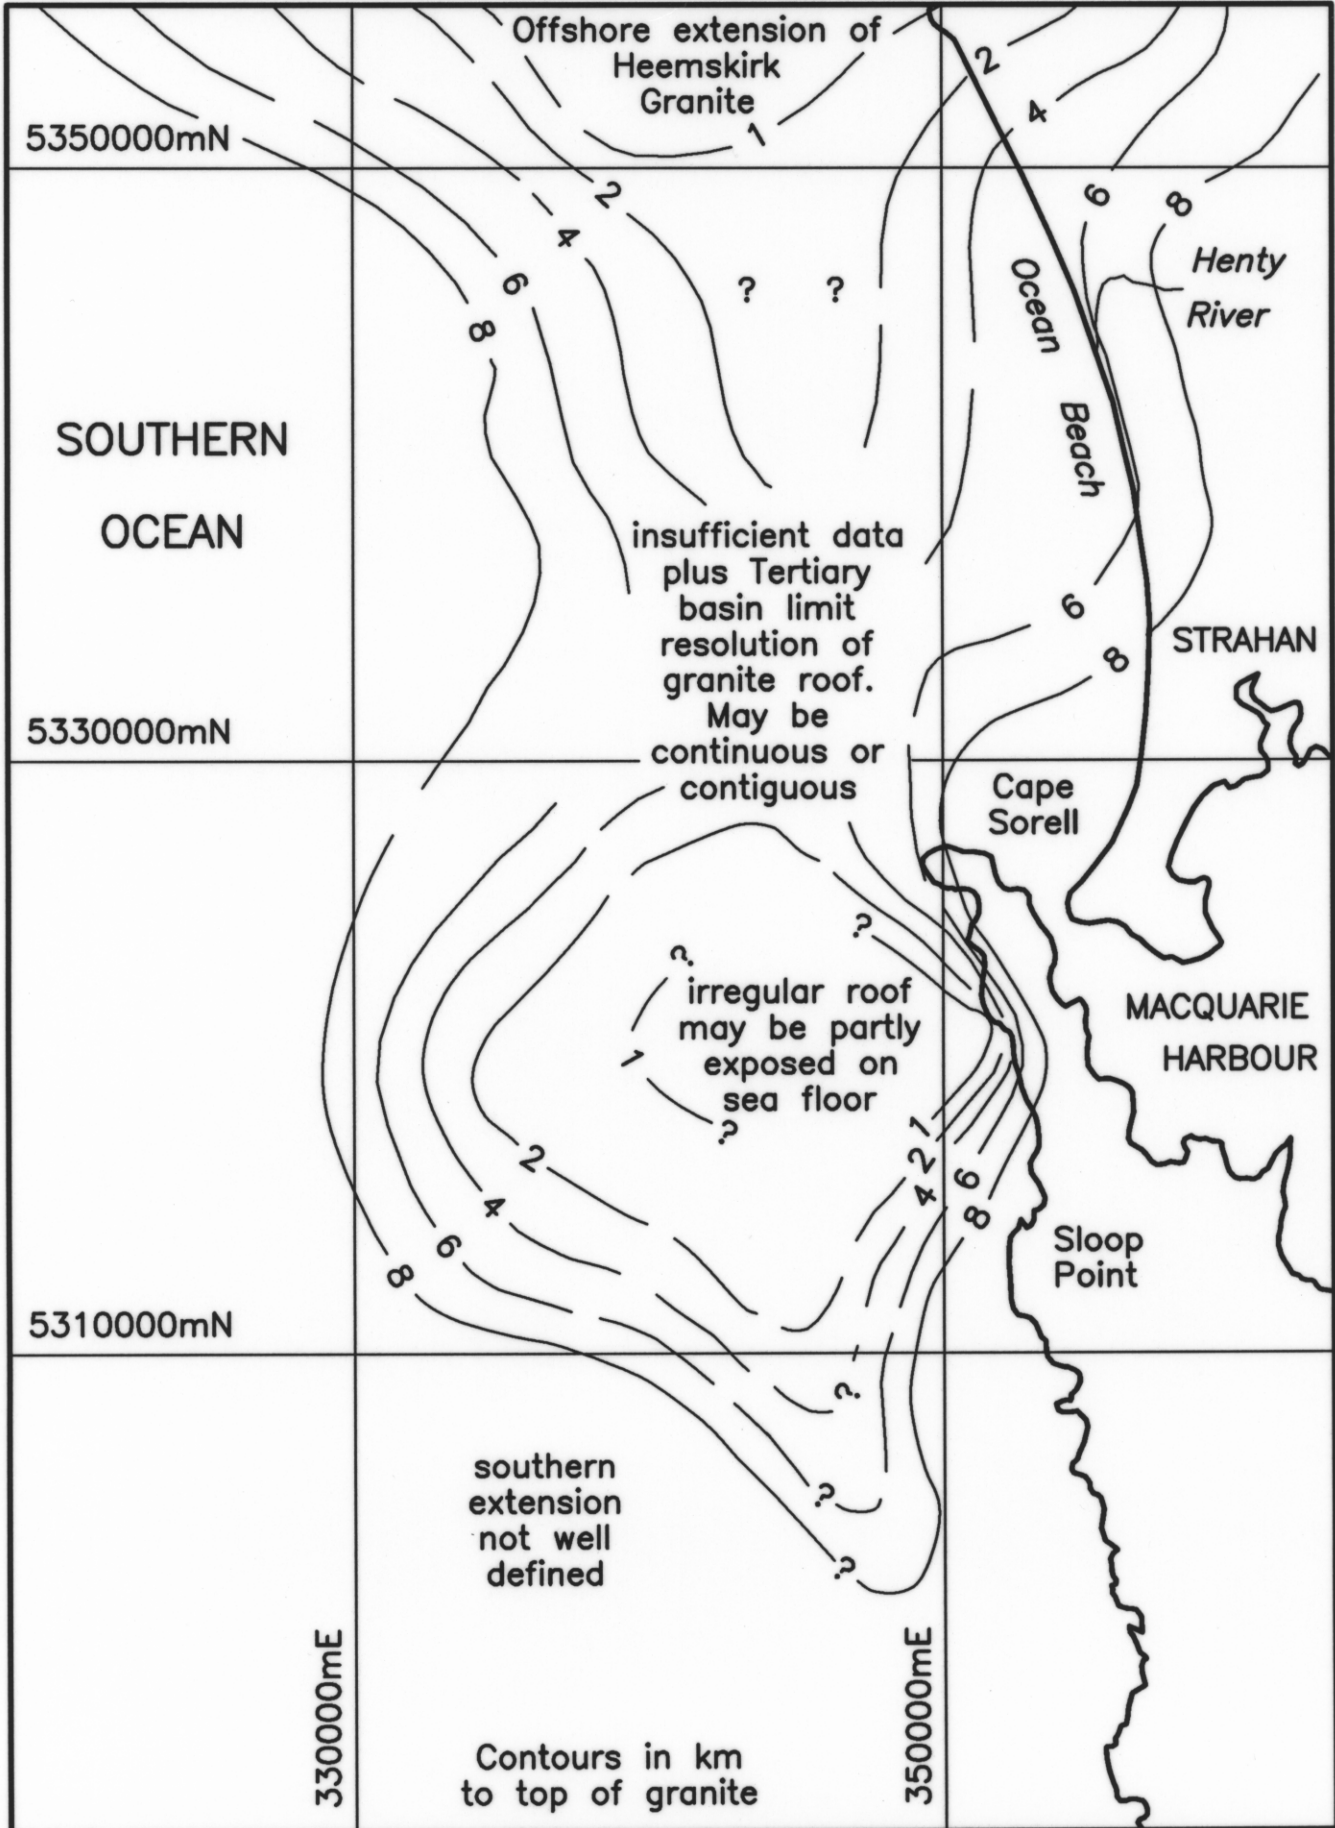 Offshore extension of
Heemskirk
Granite
1
2
4
5350000mN
2
6
8
4
Henty
River
6
? ?
Ocean
8
Beach
SOUTHERN
OCEAN
insufficient data
plus Tertiary
basin limit
resolution of
granite roof.
May be
continuous or
contiguous
6
8
STRAHAN
5330000mN
Cape
Sorell
?
?
irregular roof
may be partly
exposed on
sea floor
1
?
MACQUARIE
HARBOUR
1
2
4
6
8
2
4
6
8
Sloop
Point
5310000mN
?
southern
extension
not well
defined
?
?
330000mE
350000mE
Contours in km
to top of granite